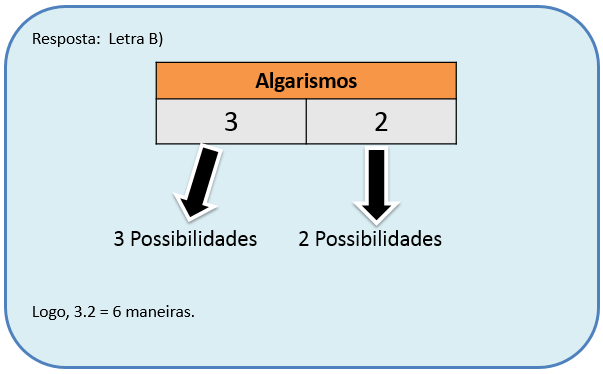 Resposta: Letra B)
Algarismos
3 2
3 Possibilidades 2 Possibilidades
Logo, 3.2 = 6 maneiras.